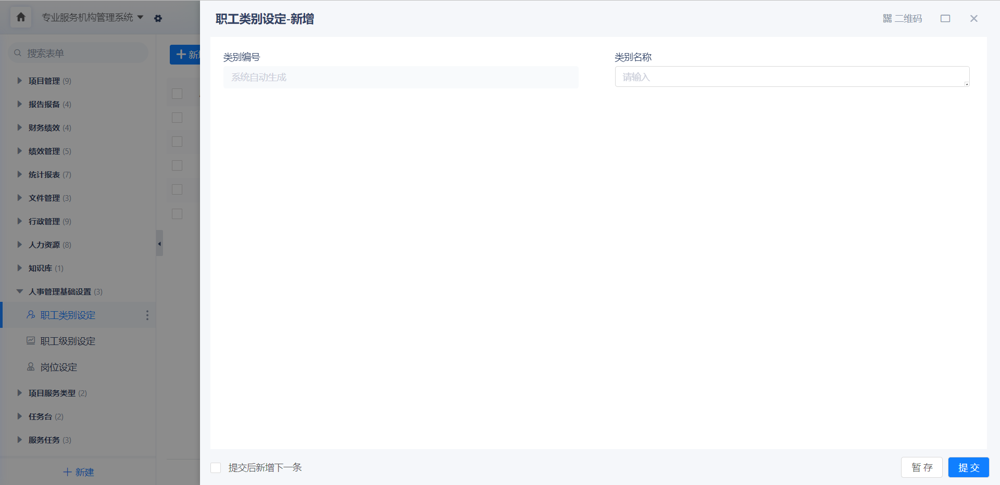 专业服务机构管理系统
搜索表单
项目管理 (9)
报告报备 (4)
财务绩效 (4)
绩效管理 (5)
统计报表 (7)
文件管理 (3)
行政管理 (9)
人力资源 (8)
知识库 (1)
人事管理基础设置 (3)
职工类别设定
职工级别设定
岗位设定
项目服务类型 (2)
任务台 (2)
服务任务 (3)
新建
新
职工类别设定-新增
二维码
类别编号
系统自动生成
类别名称
请输入
提交后新增下一条
暂 存
提 交